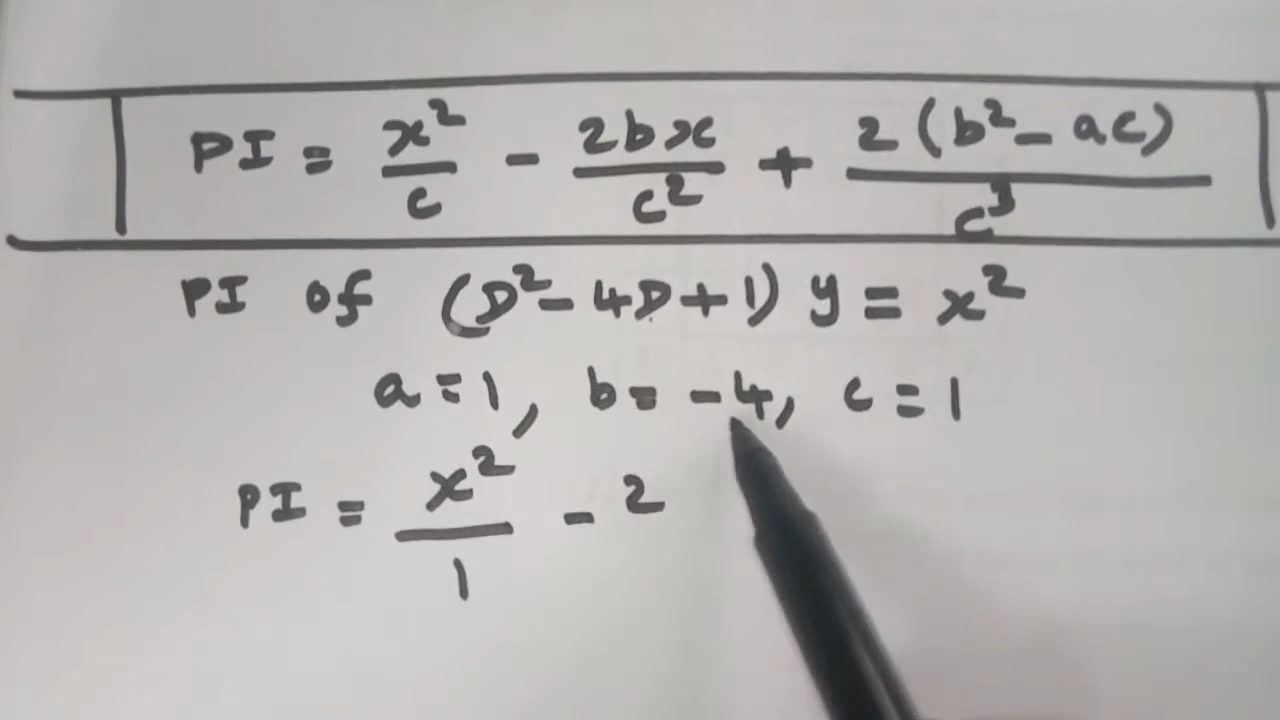 PI = x²/c - 2bx/c² + 2(b² - ac)/c³
PI of (D² - 4D + 1) y = x²
a = 1, b = -4, c = 1
PI = x²/1 - 2